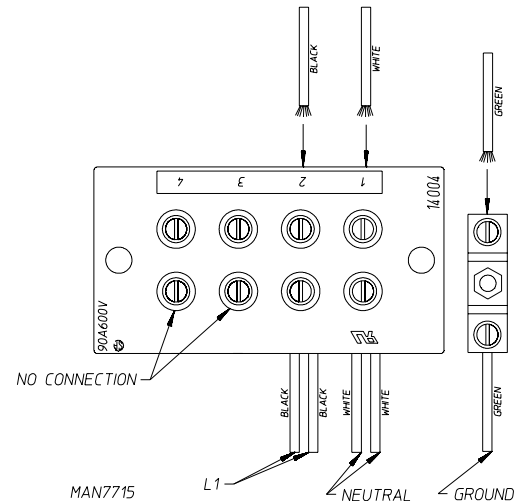 BLACK
WHITE
GREEN
4 3 2 1
14004
90A600V
NO CONNECTION
BLACK
BLACK
WHITE
WHITE
GREEN
L1
NEUTRAL
GROUND
MAN7715